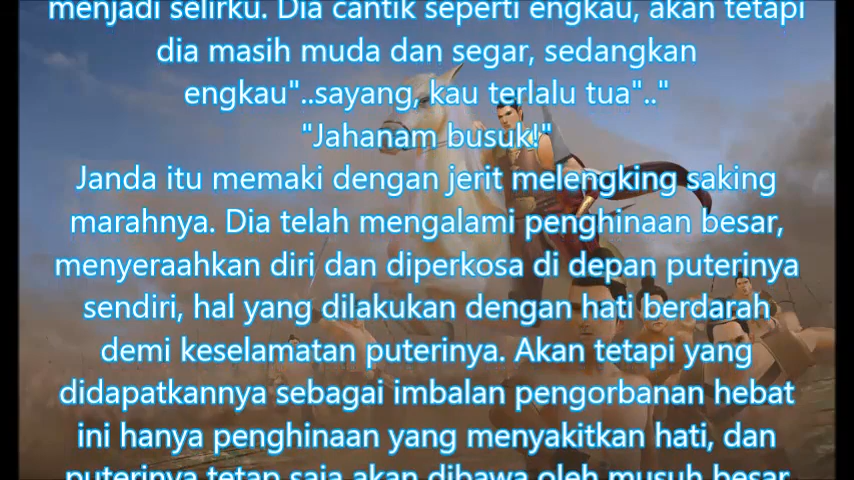 menjadi selirku. Dia cantik seperti engkau, akan tetapi
dia masih muda dan segar, sedangkan
engkau"..sayang, kau terlalu tua".."
"Jahanam busuk!"
Janda itu memaki dengan jerit melengking saking
marahnya. Dia telah mengalami penghinaan besar,
menyeraahkan diri dan diperkosa di depan puterinya
sendiri, hal yang dilakukan dengan hati berdarah
demi keselamatan puterinya. Akan tetapi yang
didapatkannya sebagai imbalan pengorbanan hebat
ini hanya penghinaan yang menyakitkan hati, dan
puterinya tetap saja akan dibawa oleh musuh besar